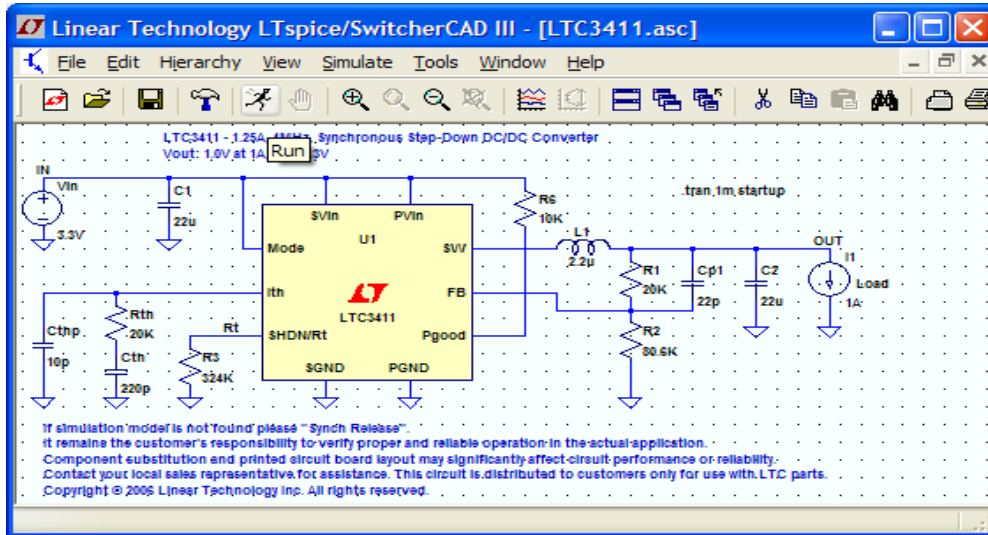 Linear Technology LTspice/SwitcherCAD III - [LTC3411.asc]
File Edit Hierarchy View Simulate Tools Window Help
LTC3411 - 1.25A, 4MHz, Synchronous Step-Down DC/DC Converter
Vout: 1.0V at 1A, 3V
Run
IN
Vin
3.3V
C1
22u
SVin
PVin
Mode
U1
SW
Ith
FB
LTC3411
SHDN/Rt
Pgood
SGND
PGND
R6
10K
.tran 1m startup
L1
2.2µ
OUT
I1
Load
1A
R1
20K
Cp1
22p
C2
22u
R2
80.6K
Cthp
10p
Rth
20K
Cth
220p
Rt
R3
324K
If simulation model is not found please "Synch Release".
It remains the customer's responsibility to verify proper and reliable operation in the actual application.
Component substitution and printed circuit board layout may significantly affect circuit performance or reliability.
Contact your local sales representative for assistance. This circuit is distributed to customers only for use with LTC parts.
Copyright © 2006 Linear Technology Inc. All rights reserved.